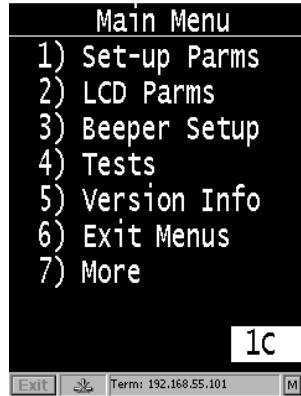 Main Menu
1) Set-up Parms
2) LCD Parms
3) Beeper Setup
4) Tests
5) Version Info
6) Exit Menus
7) More
1C
Exit Term: 192.168.55.101 M